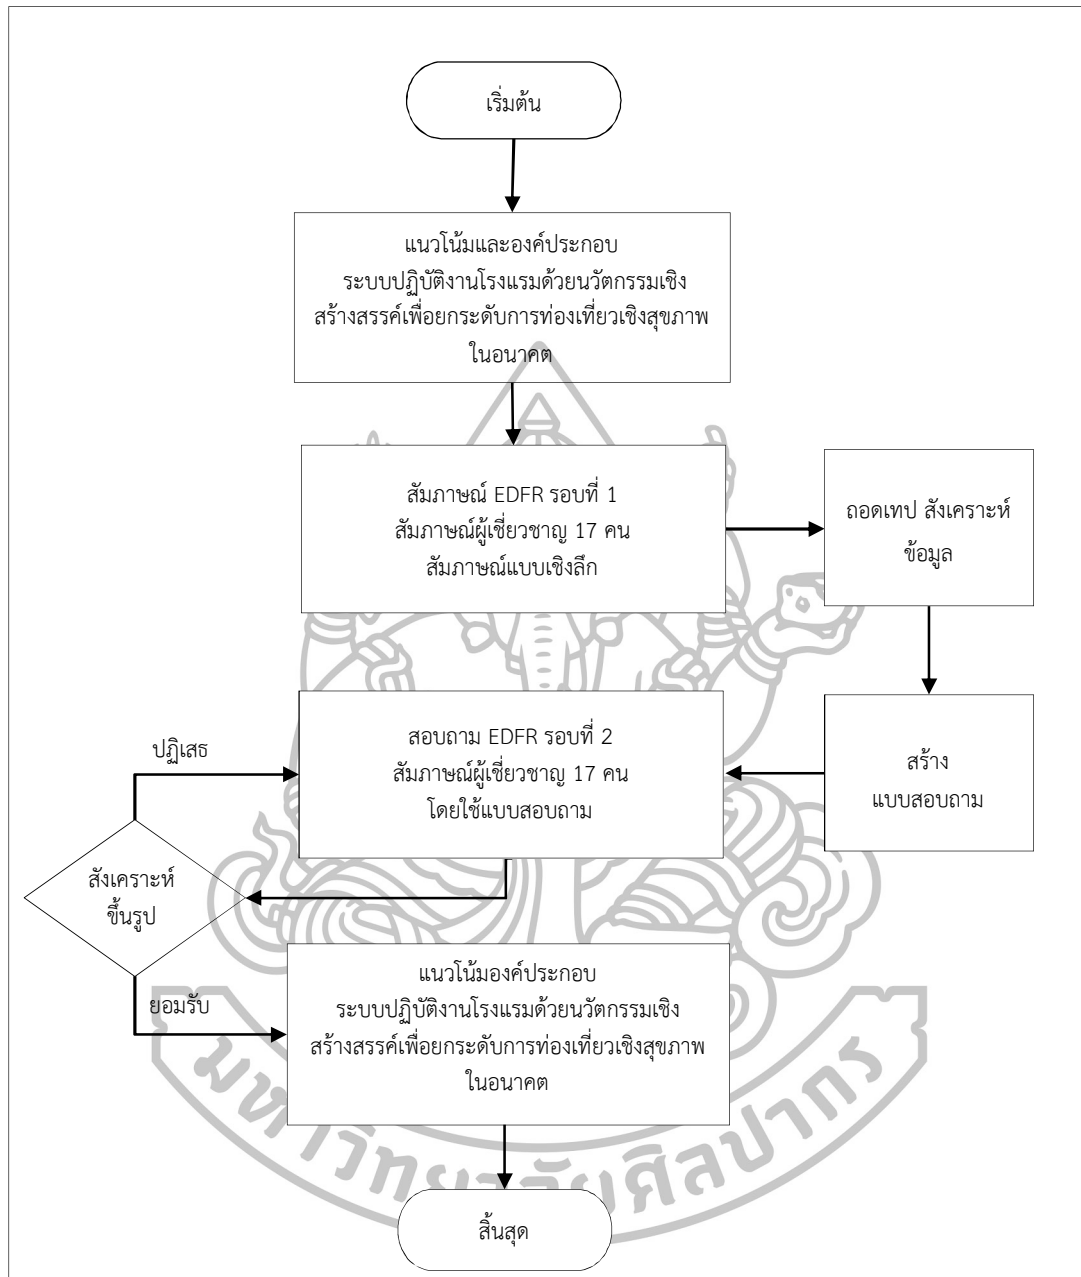 เริ่มต้น
แนวโน้มและองค์ประกอบ
ระบบปฏิบัติงานโรงแรมด้วยนวัตกรรมเชิง
สร้างสรรค์เพื่อยกระดับการท่องเที่ยวเชิงสุขภาพ
ในอนาคต
สัมภาษณ์ EDFR รอบที่ 1
สัมภาษณ์ผู้เชี่ยวชาญ 17 คน
สัมภาษณ์แบบเชิงลึก
ถอดเทป สังเคราะห์
ข้อมูล
สร้าง
แบบสอบถาม
สอบถาม EDFR รอบที่ 2
สัมภาษณ์ผู้เชี่ยวชาญ 17 คน
โดยใช้แบบสอบถาม
ปฏิเสธ
สังเคราะห์
ขึ้นรูป
ยอมรับ
แนวโน้มองค์ประกอบ
ระบบปฏิบัติงานโรงแรมด้วยนวัตกรรมเชิง
สร้างสรรค์เพื่อยกระดับการท่องเที่ยวเชิงสุขภาพ
ในอนาคต
สิ้นสุด
มหาวิทยาลัยศิลปากร